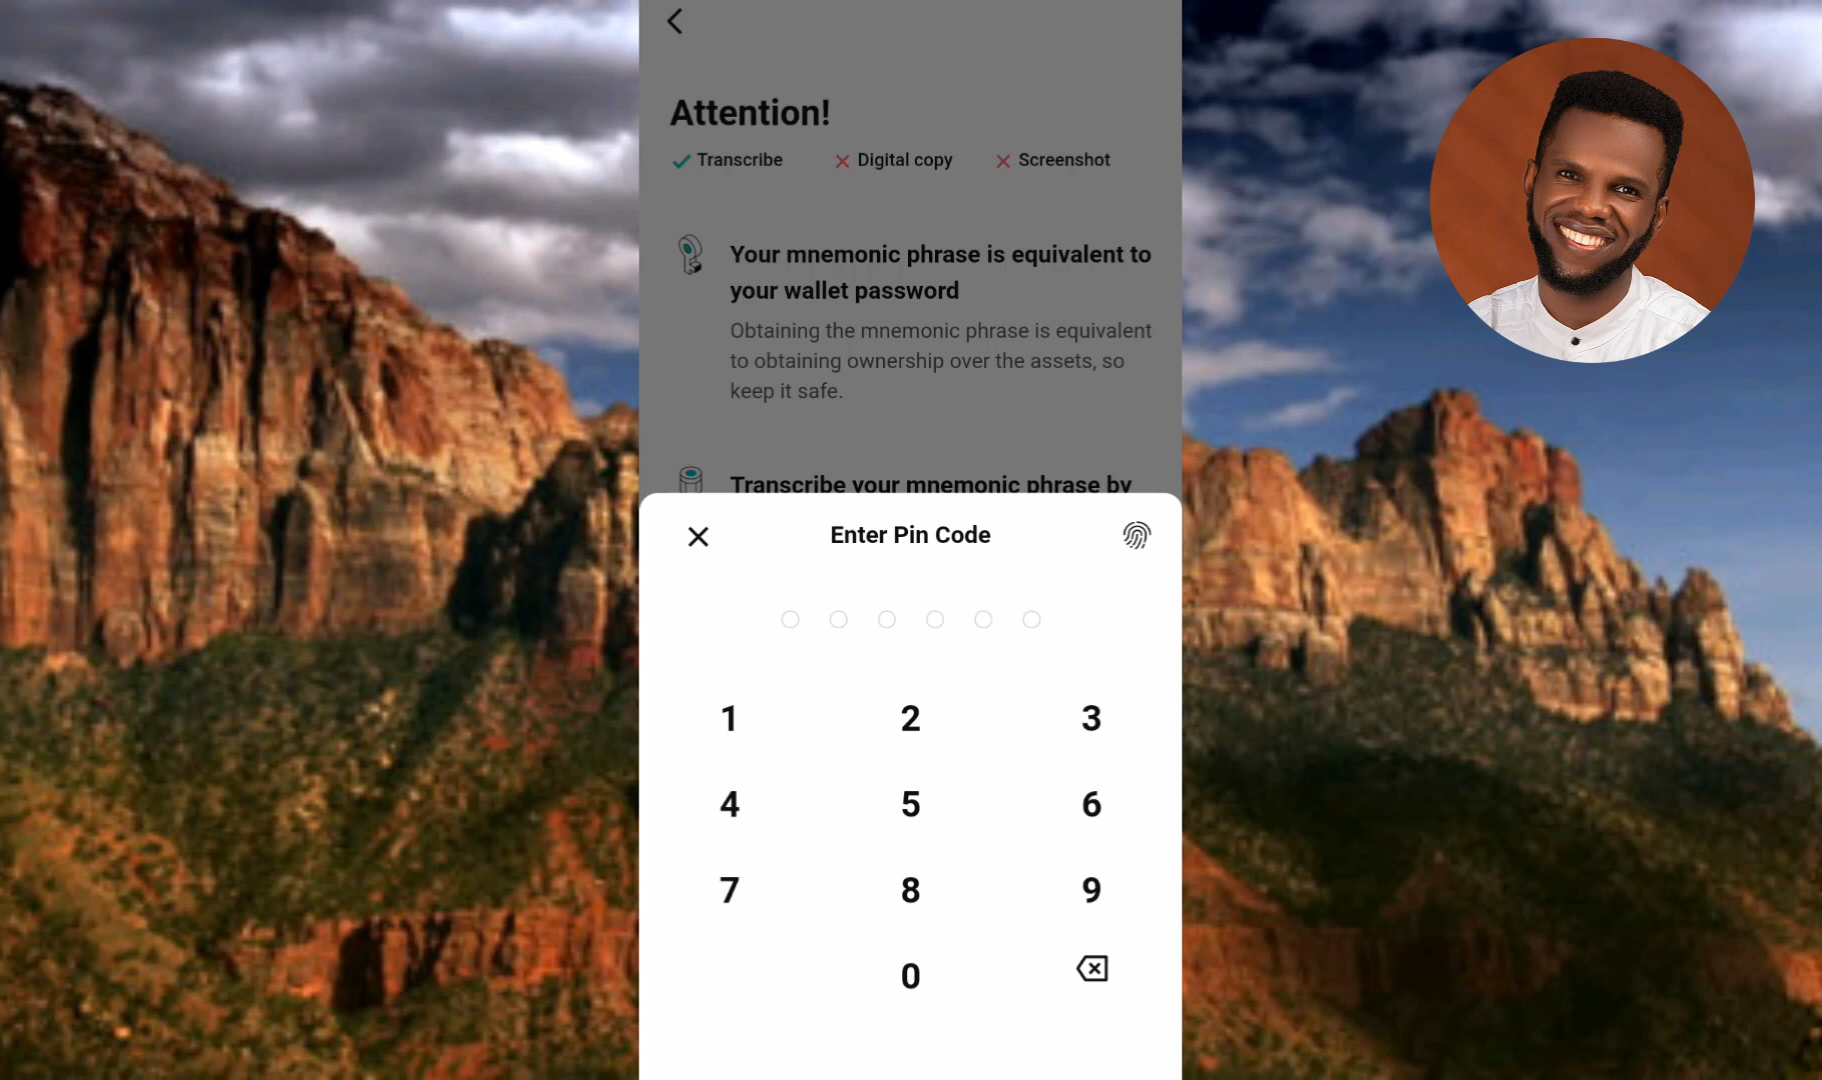 Attention!
Transcribe Digital copy Screenshot
Your mnemonic phrase is equivalent to
your wallet password
Obtaining the mnemonic phrase is equivalent
to obtaining ownership over the assets, so
keep it safe.
Transcribe your mnemonic phrase by
Enter Pin Code
1 2 3
4 5 6
7 8 9
0